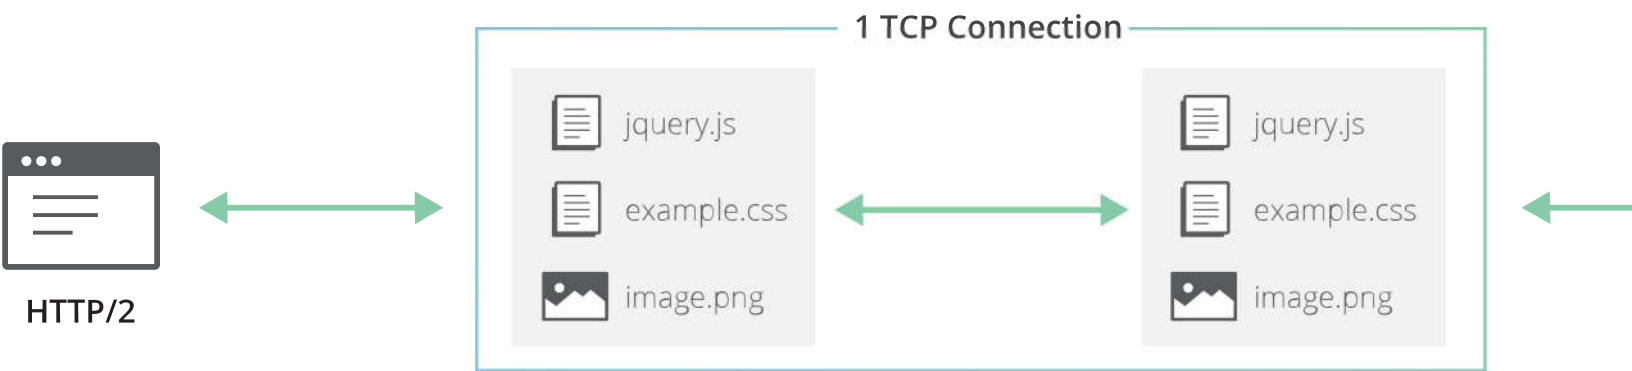 1 TCP Connection
jquery.js
example.css
image.png
jquery.js
example.css
image.png
HTTP/2